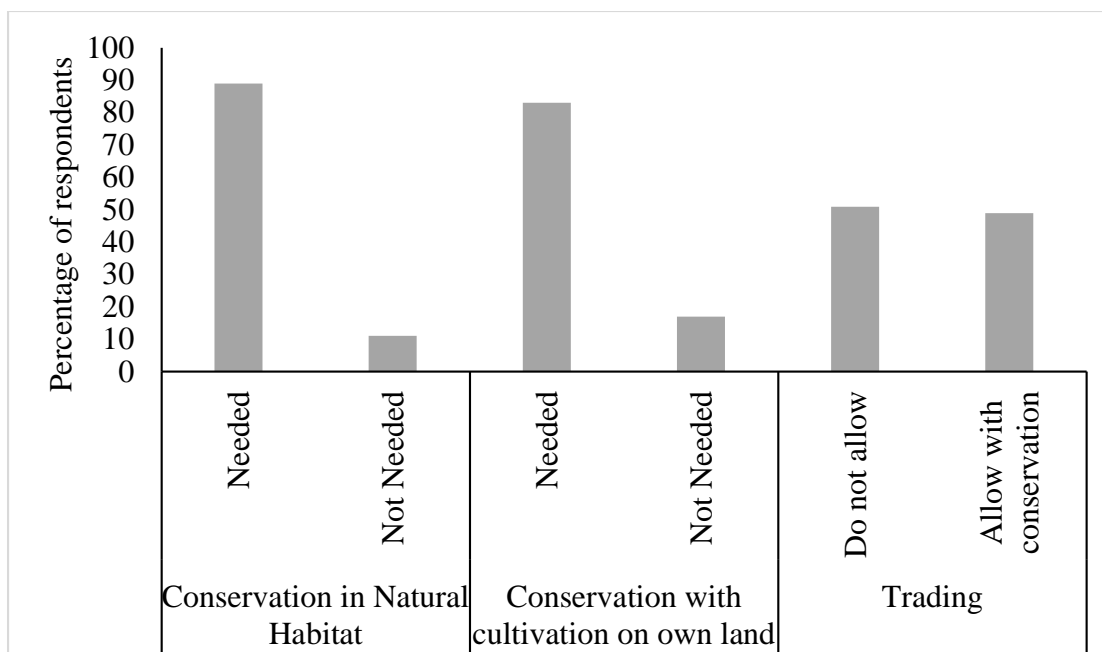 Percentage of respondents
100
90
80
70
60
50
40
30
20
10
0
Needed
Not Needed
Needed
Not Needed
Do not allow
Allow with
conservation
Conservation in Natural
Habitat
Conservation with
cultivation on own land
Trading